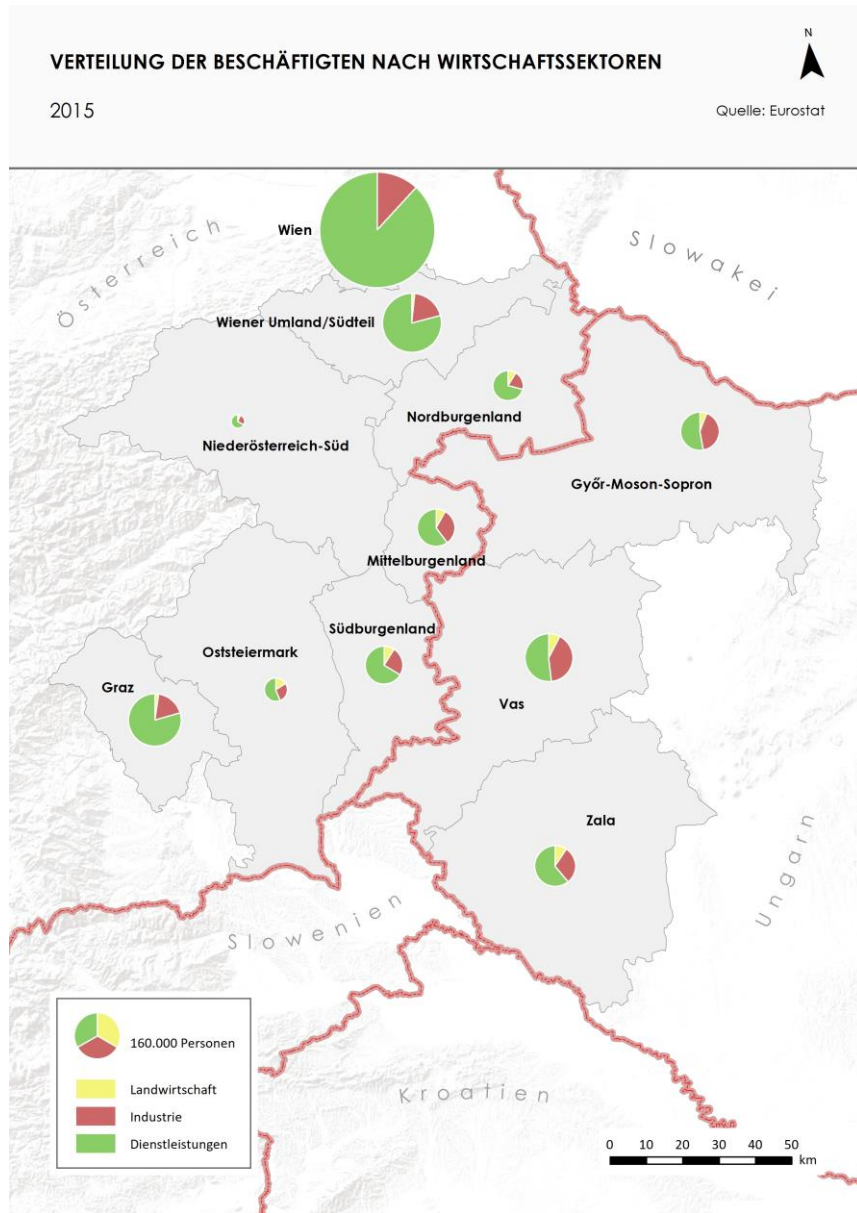 VERTEILUNG DER BESCHÄFTIGTEN NACH WIRTSCHAFTSSEKTOREN
N
2015
Quelle: Eurostat
Wien
Österreich
Slowakei
Wiener Umland/Südteil
Nordburgenland
Niederösterreich-Süd
Győr-Moson-Sopron
Mittelburgenland
Südburgenland
Oststeiermark
Graz
Vas
Zala
Ungarn
Slowenien
Kroatien
160.000 Personen
Landwirtschaft
Industrie
Dienstleistungen
0 10 20 30 40 50
km